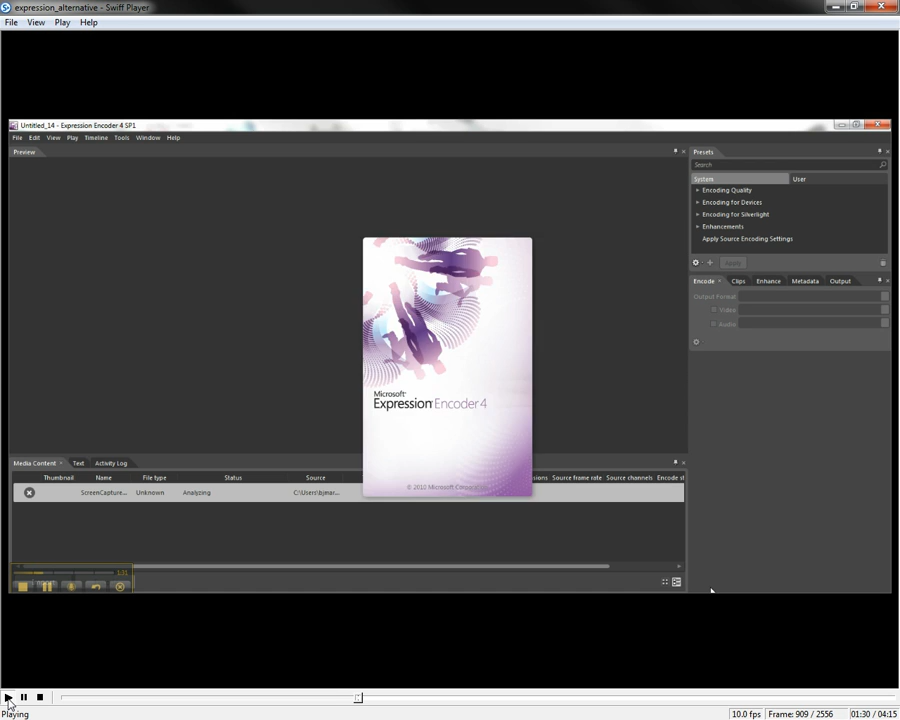 expression_alternative - Swiff Player
File View Play Help
Untitled_14 - Expression Encoder 4 SP1
File Edit View Play Timeline Tools Window Help
Preview
Presets
Search
System User
Encoding Quality
Encoding for Devices
Encoding for Silverlight
Enhancements
Apply Source Encoding Settings
Apply
Encode Clips Enhance Metadata Output
Output Format
Video
Audio
Microsoft
Expression Encoder 4
© 2010 Microsoft Corporation
Media Content Text Activity Log
Thumbnail Name File type Status Source Source frame rate Source channels
ScreenCapture... Unknown Analyzing C:\Users\bjmar...
1:31
Playing
10.0 fps Frame: 909 / 2556 01:30 / 04:15